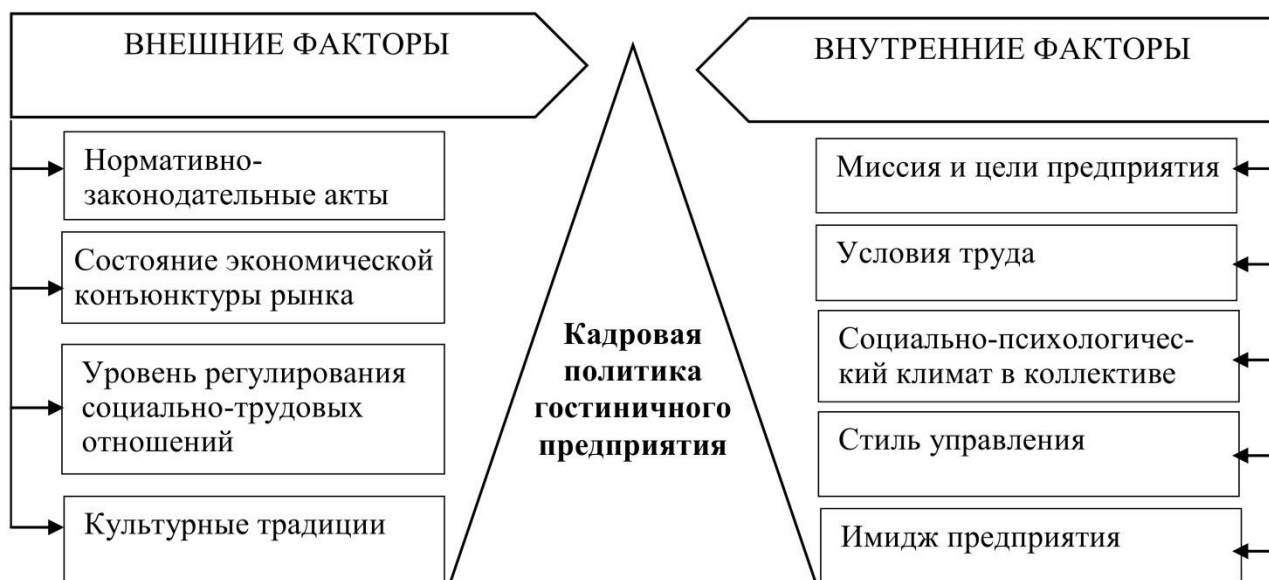 ВНЕШНИЕ ФАКТОРЫ
Нормативно-
законодательные акты
Состояние экономической
конъюнктуры рынка
Уровень регулирования
социально-трудовых
отношений
Культурные традиции
Кадровая
политика
гостиничного
предприятия
ВНУТРЕННИЕ ФАКТОРЫ
Миссия и цели предприятия
Условия труда
Социально-психологичес-
кий климат в коллективе
Стиль управления
Имидж предприятия